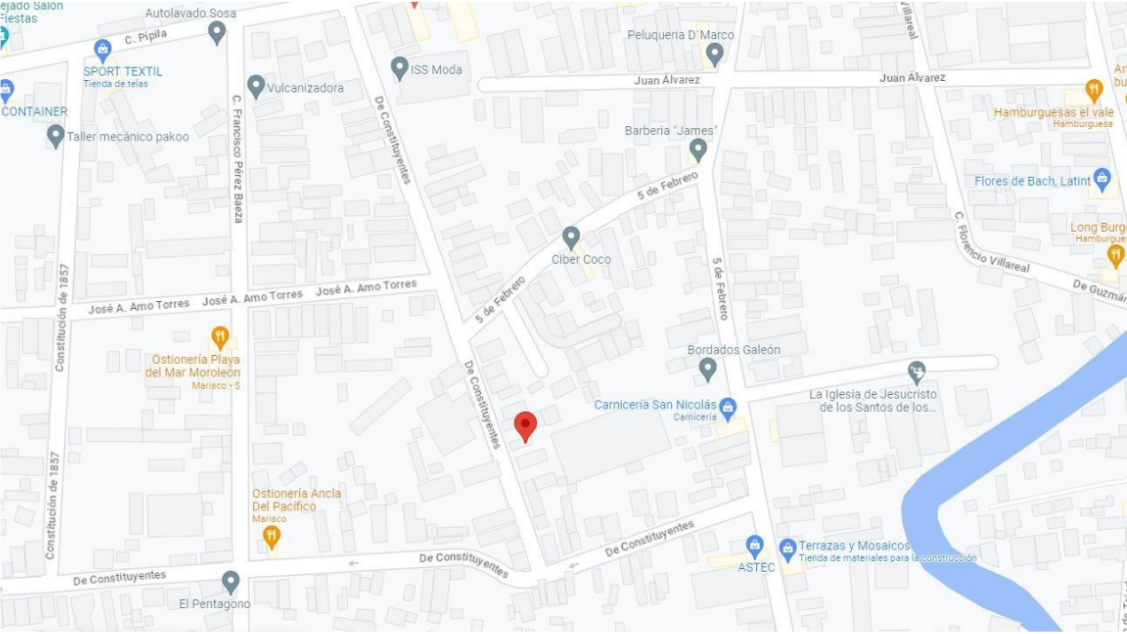 ejado Salón
Fiestas
Autolavado Sosa
C. Pípila
SPORT TEXTIL
Tienda de telas
CONTAINER
Taller mecánico pakoo
Vulcanizadora
ISS Moda
Peluqueria D´Marco
Juan Álvarez
Juan Álvarez
Villareal
Hamburguesas el vale
Hamburguesa
Barberia "James"
Flores de Bach, Latint
De Constituyentes
C. Francisco Pérez Baeza
5 de Febrero
Ciber Coco
C. Florencio Villareal
Long Burg
Hamburgue
De Guzmán
5 de Febrero
5 de Febrero
Constitución de 1857
José A. Amo Torres
José A. Amo Torres
José A. Amo Torres
Ostionería Playa
del Mar Moroleón
Marisco - $
De Constituyentes
Bordados Galeón
La Iglesia de Jesucristo
de los Santos de los...
Carnicería San Nicolás
Carnicería
Constitución de 1857
Ostionería Ancla
Del Pacífico
Marisco
De Constituyentes
De Constituyentes
De Constituyentes
ASTEC
Terrazas y Mosaicos
Tienda de materiales para la construcción
El Pentagono